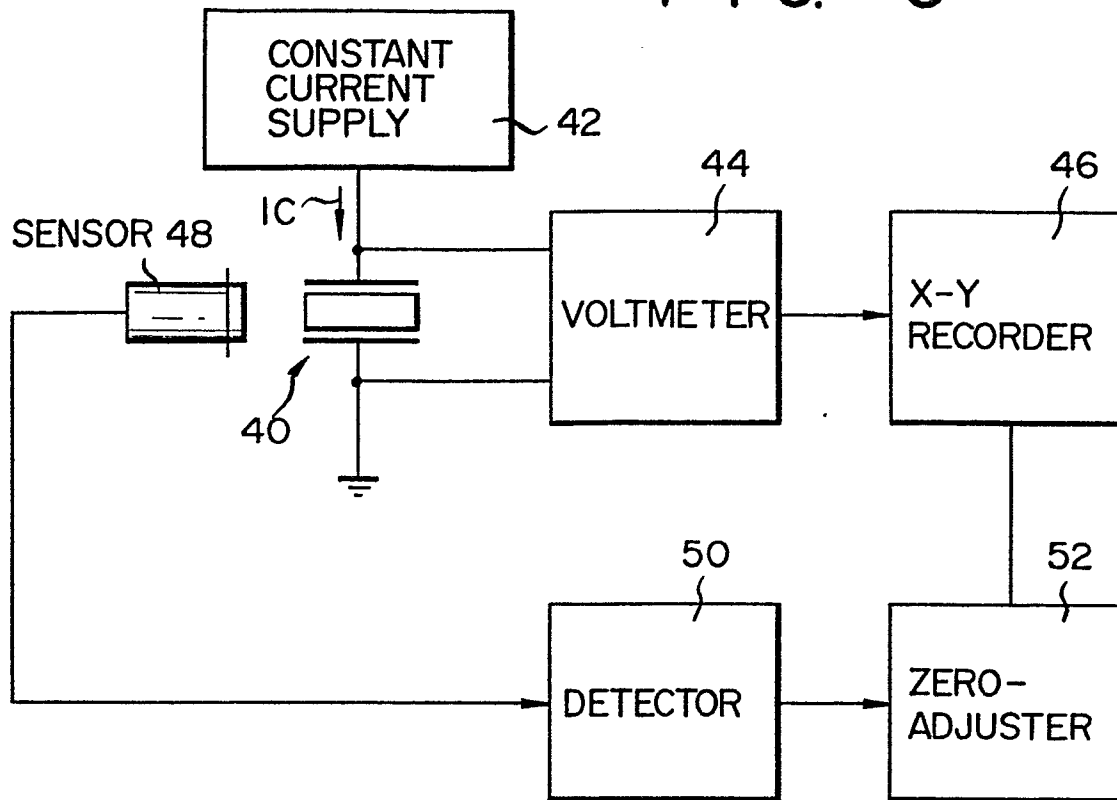 CONSTANT
CURRENT
SUPPLY
42
IC
44
46
SENSOR 48
VOLTMETER
X-Y
RECORDER
40
50
52
DETECTOR
ZERO-
ADJUSTER